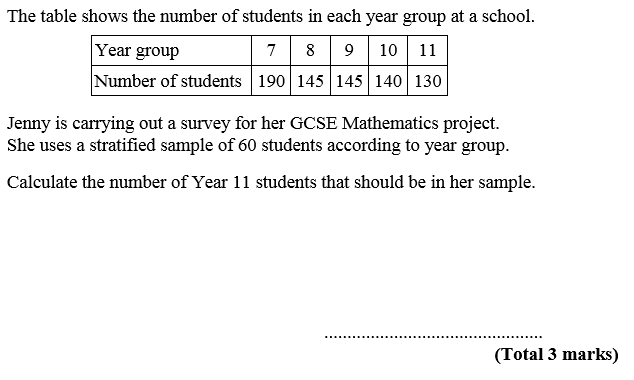 The table shows the number of students in each year group at a school.
Year group 7 8 9 10 11
Number of students 190 145 145 140 130
Jenny is carrying out a survey for her GCSE Mathematics project.
She uses a stratified sample of 60 students according to year group.
Calculate the number of Year 11 students that should be in her sample.
....................................................
(Total 3 marks)